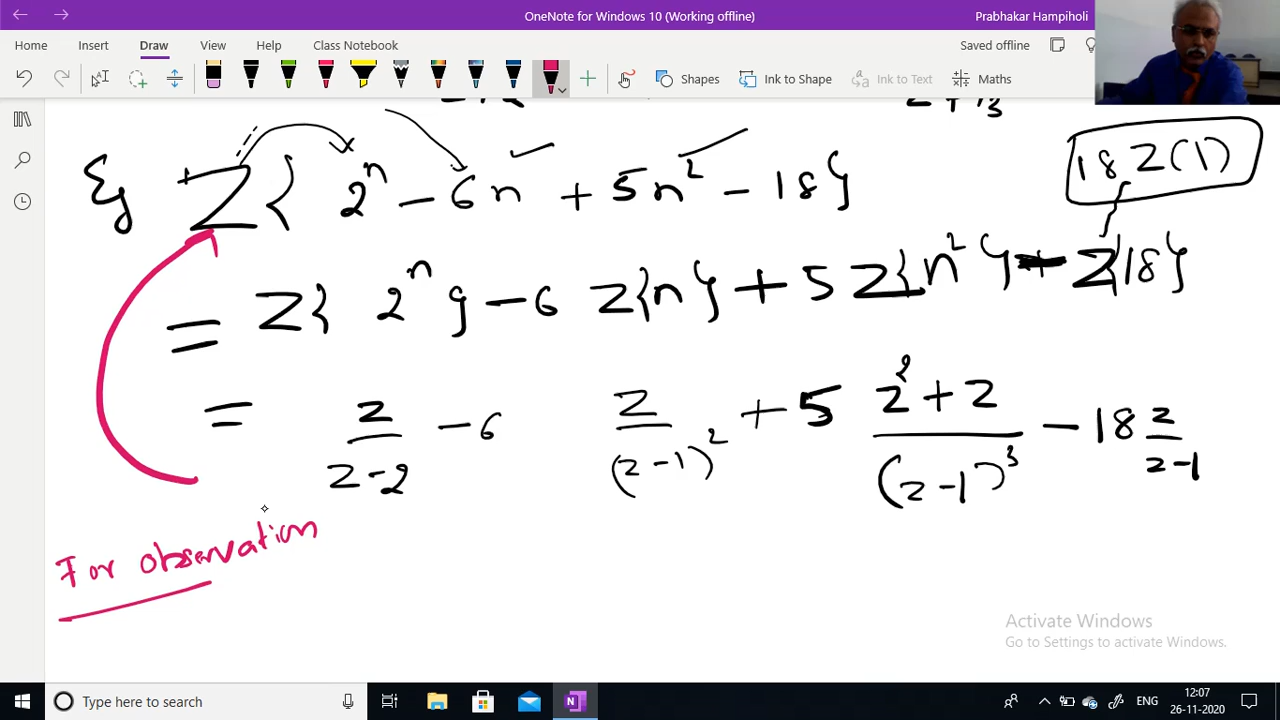 OneNote for Windows 10 (Working offline)
Prabhakar Hampiholi
Home Insert Draw View Help Class Notebook
Saved offline
Shapes Ink to Shape Ink to Text Maths
Eg Z{ 2^n - 6n + 5n^2 - 18}
18 Z(1)
= Z{ 2^n } - 6 Z{n} + 5 Z{n^2} - Z{18}
= z/(z-2) - 6 z/(z-1)^2 + 5 (z^2+z)/(z-1)^3 - 18 z/(z-1)
For observation
Activate Windows
Go to Settings to activate Windows.
Type here to search
ENG
12:07
26-11-2020